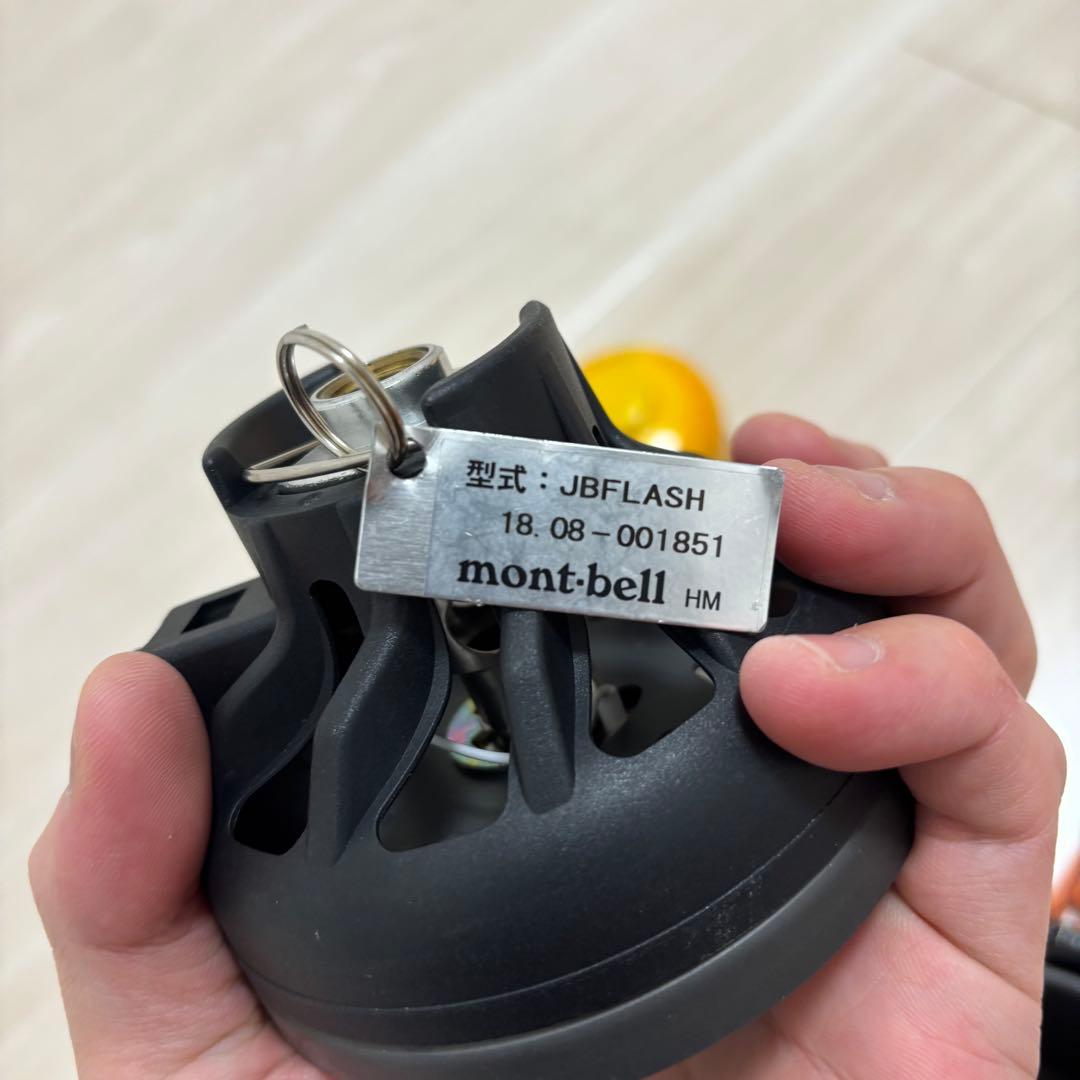 型式：JBFLASH
18.08-001851
mont·bell HM